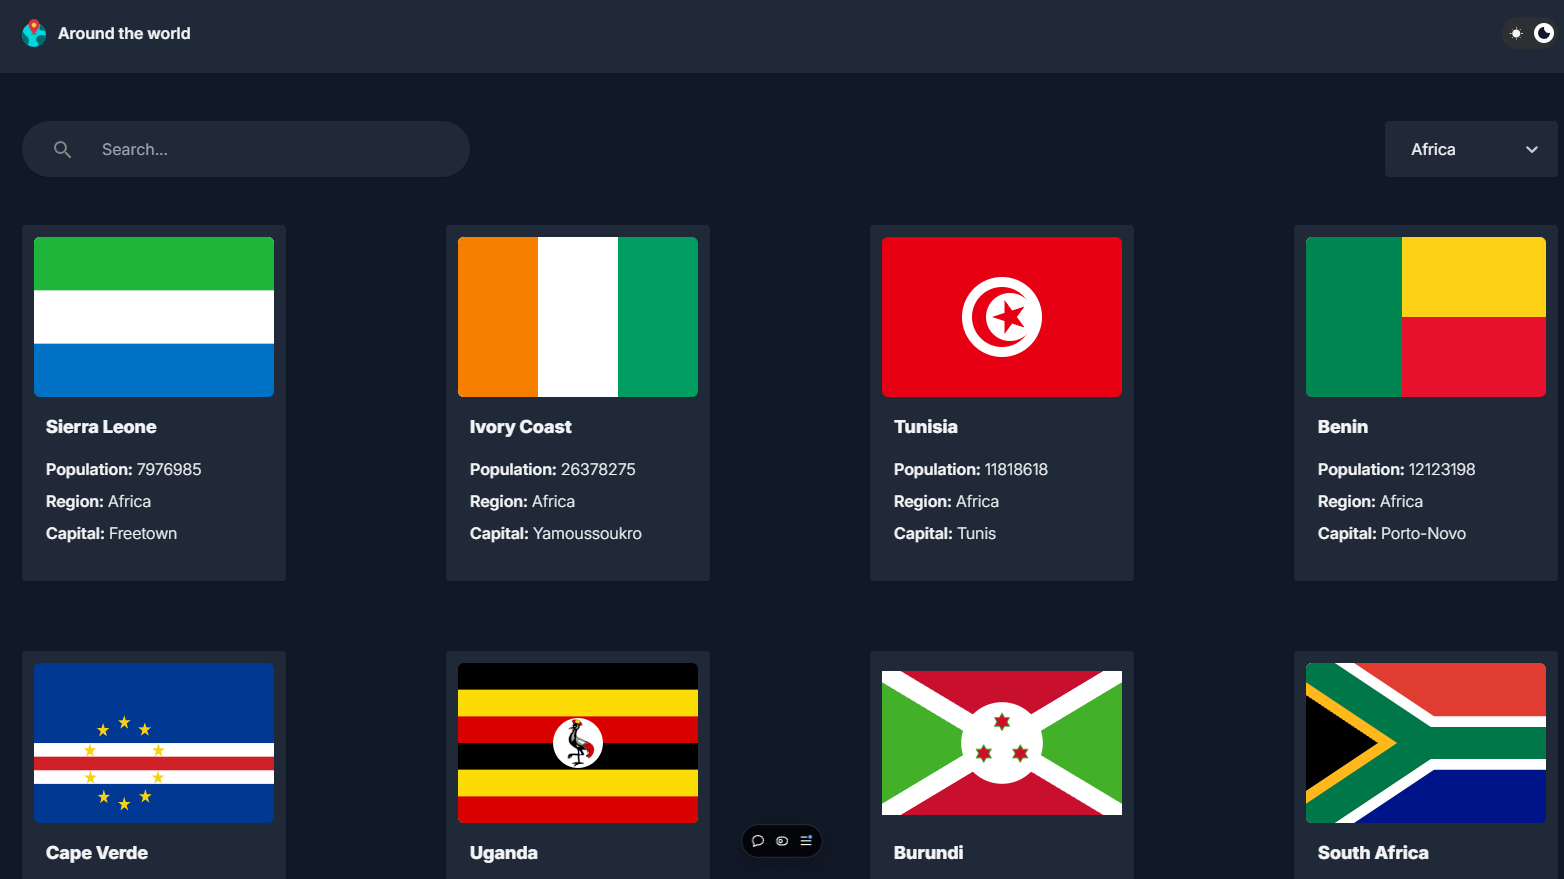 Around the world
Search...
Africa
Sierra Leone
Population: 7976985
Region: Africa
Capital: Freetown
Ivory Coast
Population: 26378275
Region: Africa
Capital: Yamoussoukro
Tunisia
Population: 11818618
Region: Africa
Capital: Tunis
Benin
Population: 12123198
Region: Africa
Capital: Porto-Novo
Cape Verde
Uganda
Burundi
South Africa